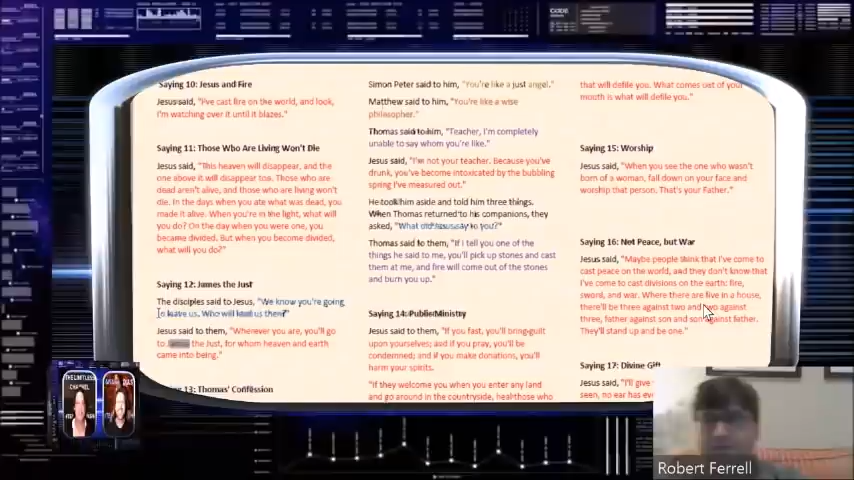 Saying 10: Jesus and Fire
Jesus said, "I've cast fire on the world, and look,
I'm watching over it until it blazes."
Saying 11: Those Who Are Living Won't Die
Jesus said, "This heaven will disappear, and the
one above it will disappear too. Those who are
dead aren't alive, and those who are living won't
die. In the days when you ate what was dead, you
made it alive. When you're in the light, what will
you do? On the day when you were one, you
became divided. But when you become divided,
what will you do?"
Saying 12: James the Just
The disciples said to Jesus, "We know you're going
to leave us. Who will lead us then?"
Jesus said to them, "Wherever you are, you'll go
to James the Just, for whom heaven and earth
came into being."
13: Thomas' Confession
Simon Peter said to him, "You're like a just angel."
Matthew said to him, "You're like a wise
philosopher."
Thomas said to him, "Teacher, I'm completely
unable to say whom you're like."
Jesus said, "I'm not your teacher. Because you've
drunk, you've become intoxicated by the bubbling
spring I've measured out."
He took him aside and told him three things.
When Thomas returned to his companions, they
asked, "What did Jesus say to you?"
Thomas said to them, "If i tell you one of the
things he said to me, you'll pick up stones and cast
them at me, and fire will come out of the stones
and burn you up."
Saying 14: Public Ministry
Jesus said to them, "If you fast, you'll bring guilt
upon yourselves; and if you pray, you'll be
condemned; and if you make donations, you'll
harm your spirits.
"If they welcome you when you enter any land
and go around in the countryside, heal those who
that will defile you. What comes out of your
mouth is what will defile you."
Saying 15: Worship
Jesus said, "When you see the one who wasn't
born of a woman, fall down on your face and
worship that person. That's your Father."
Saying 16: Not Peace, but War
Jesus said, "Maybe people think that I've come to
cast peace on the world, and they don't know that
I've come to cast divisions on the earth: fire,
sword, and war. Where there are five in a house,
there'll be three against two and two against
three, father against son and son against father.
They'll stand up and be one."
Saying 17: Divine Gift
Jesus said, "I'll give
seen, no ear has
THE LIMITLESS
CHANNEL
Robert Ferrell